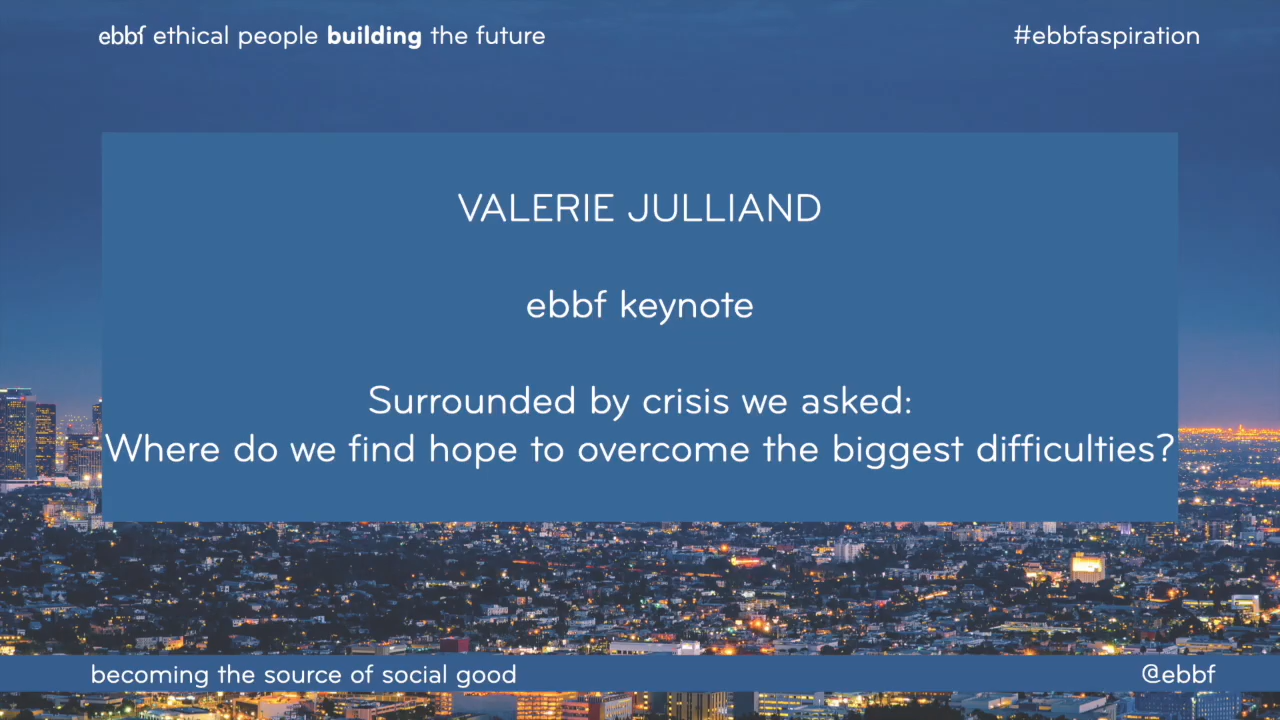 ebbf ethical people building the future
#ebbfaspiration
VALERIE JULLIAND
ebbf keynote
Surrounded by crisis we asked:
Where do we find hope to overcome the biggest difficulties?
becoming the source of social good
@ebbf